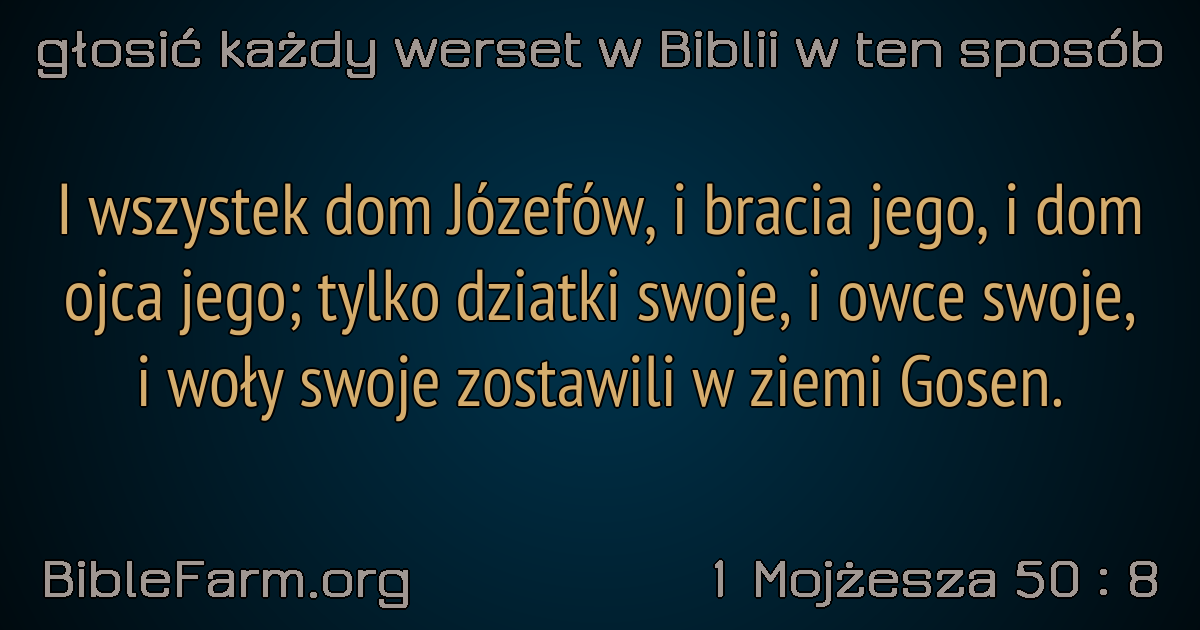 głosić każdy werset w Biblii w ten sposób
I wszystek dom Józefów, i bracia jego, i dom
ojca jego; tylko dziatki swoje, i owce swoje,
i woły swoje zostawili w ziemi Gosen.
BibleFarm.org
1 Mojżesza 50 : 8